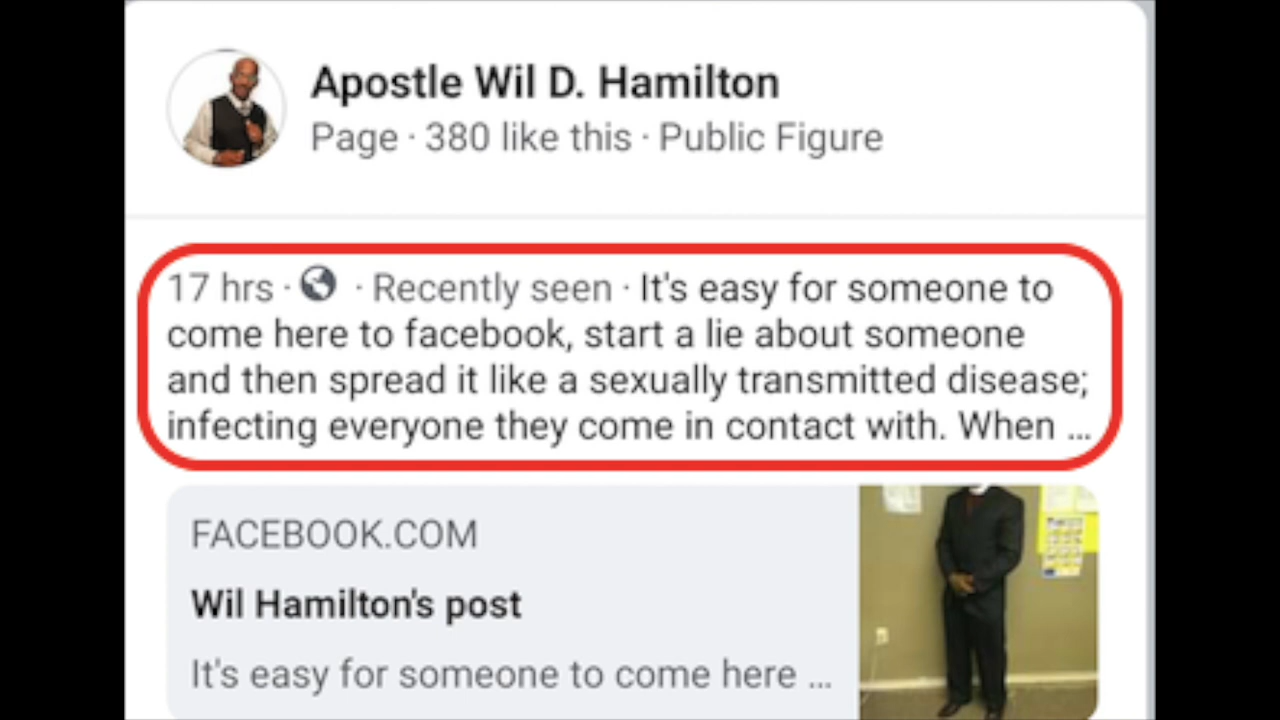 Apostle Wil D. Hamilton
Page · 380 like this · Public Figure
17 hrs · · Recently seen · It's easy for someone to
come here to facebook, start a lie about someone
and then spread it like a sexually transmitted disease;
infecting everyone they come in contact with. When ...
FACEBOOK.COM
Wil Hamilton's post
It's easy for someone to come here ...